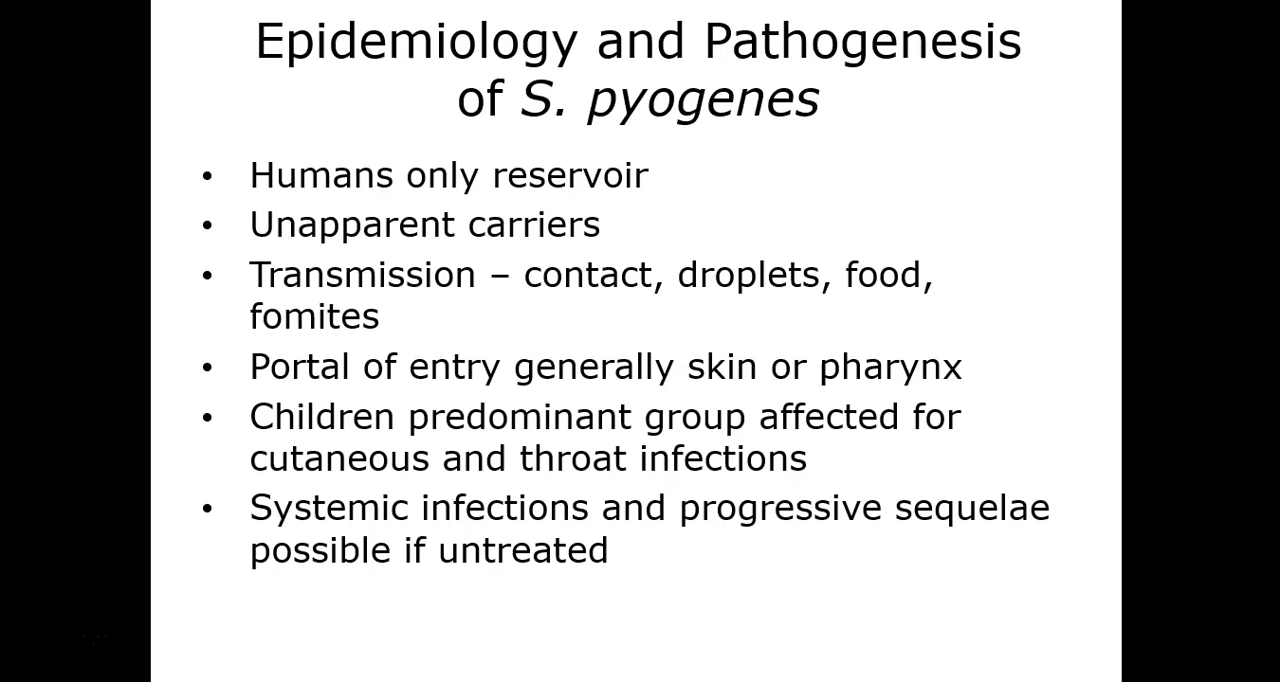 Epidemiology and Pathogenesis
of S. pyogenes
• Humans only reservoir
• Unapparent carriers
• Transmission – contact, droplets, food,
fomites
• Portal of entry generally skin or pharynx
• Children predominant group affected for
cutaneous and throat infections
• Systemic infections and progressive sequelae
possible if untreated